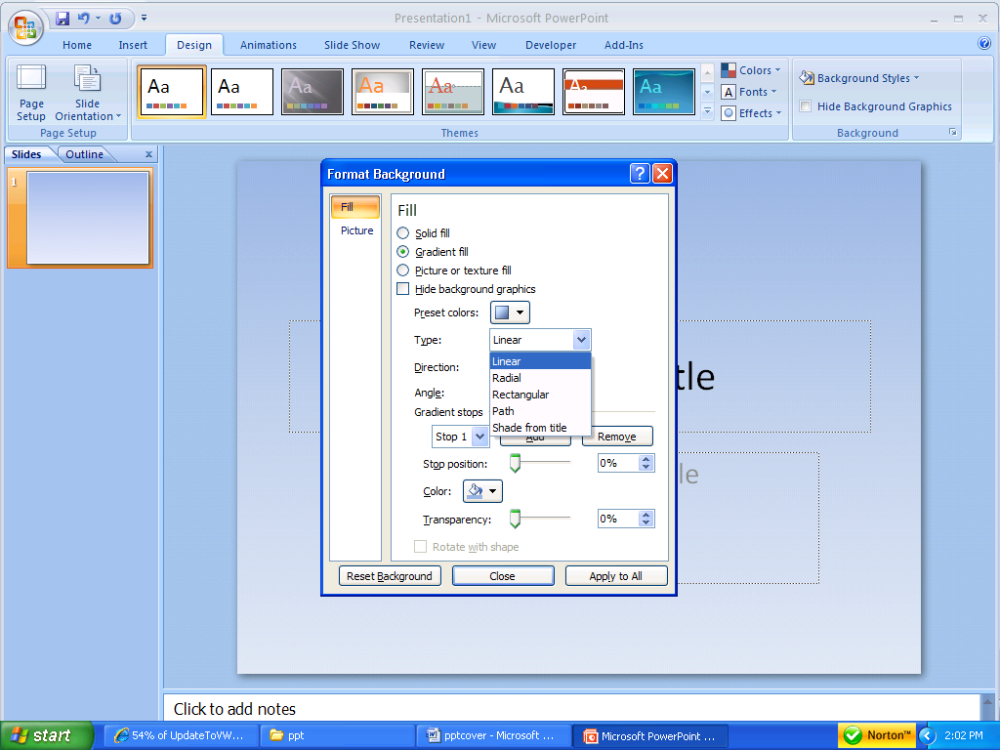 Presentation1 - Microsoft PowerPoint
Home Insert Design Animations Slide Show Review View Developer Add-Ins
Page Setup
Slide Orientation
Page Setup
Aa Aa Aa Aa Aa Aa Aa Aa
Themes
Colors
Fonts
Effects
Background Styles
Hide Background Graphics
Background
Slides Outline x
1
Format Background
Fill
Picture
Fill
Solid fill
Gradient fill
Picture or texture fill
Hide background graphics
Preset colors:
Type: Linear
Linear
Radial
Rectangular
Path
Shade from title
Direction:
Angle:
Gradient stops
Stop 1 Add Remove
Stop position: 0%
Color:
Transparency: 0%
Rotate with shape
Reset Background Close Apply to All
tle
le
Click to add notes
start 54% of UpdateToVW... ppt pptcover - Microsoft ... Microsoft PowerPoint ... Norton™ 2:02 PM